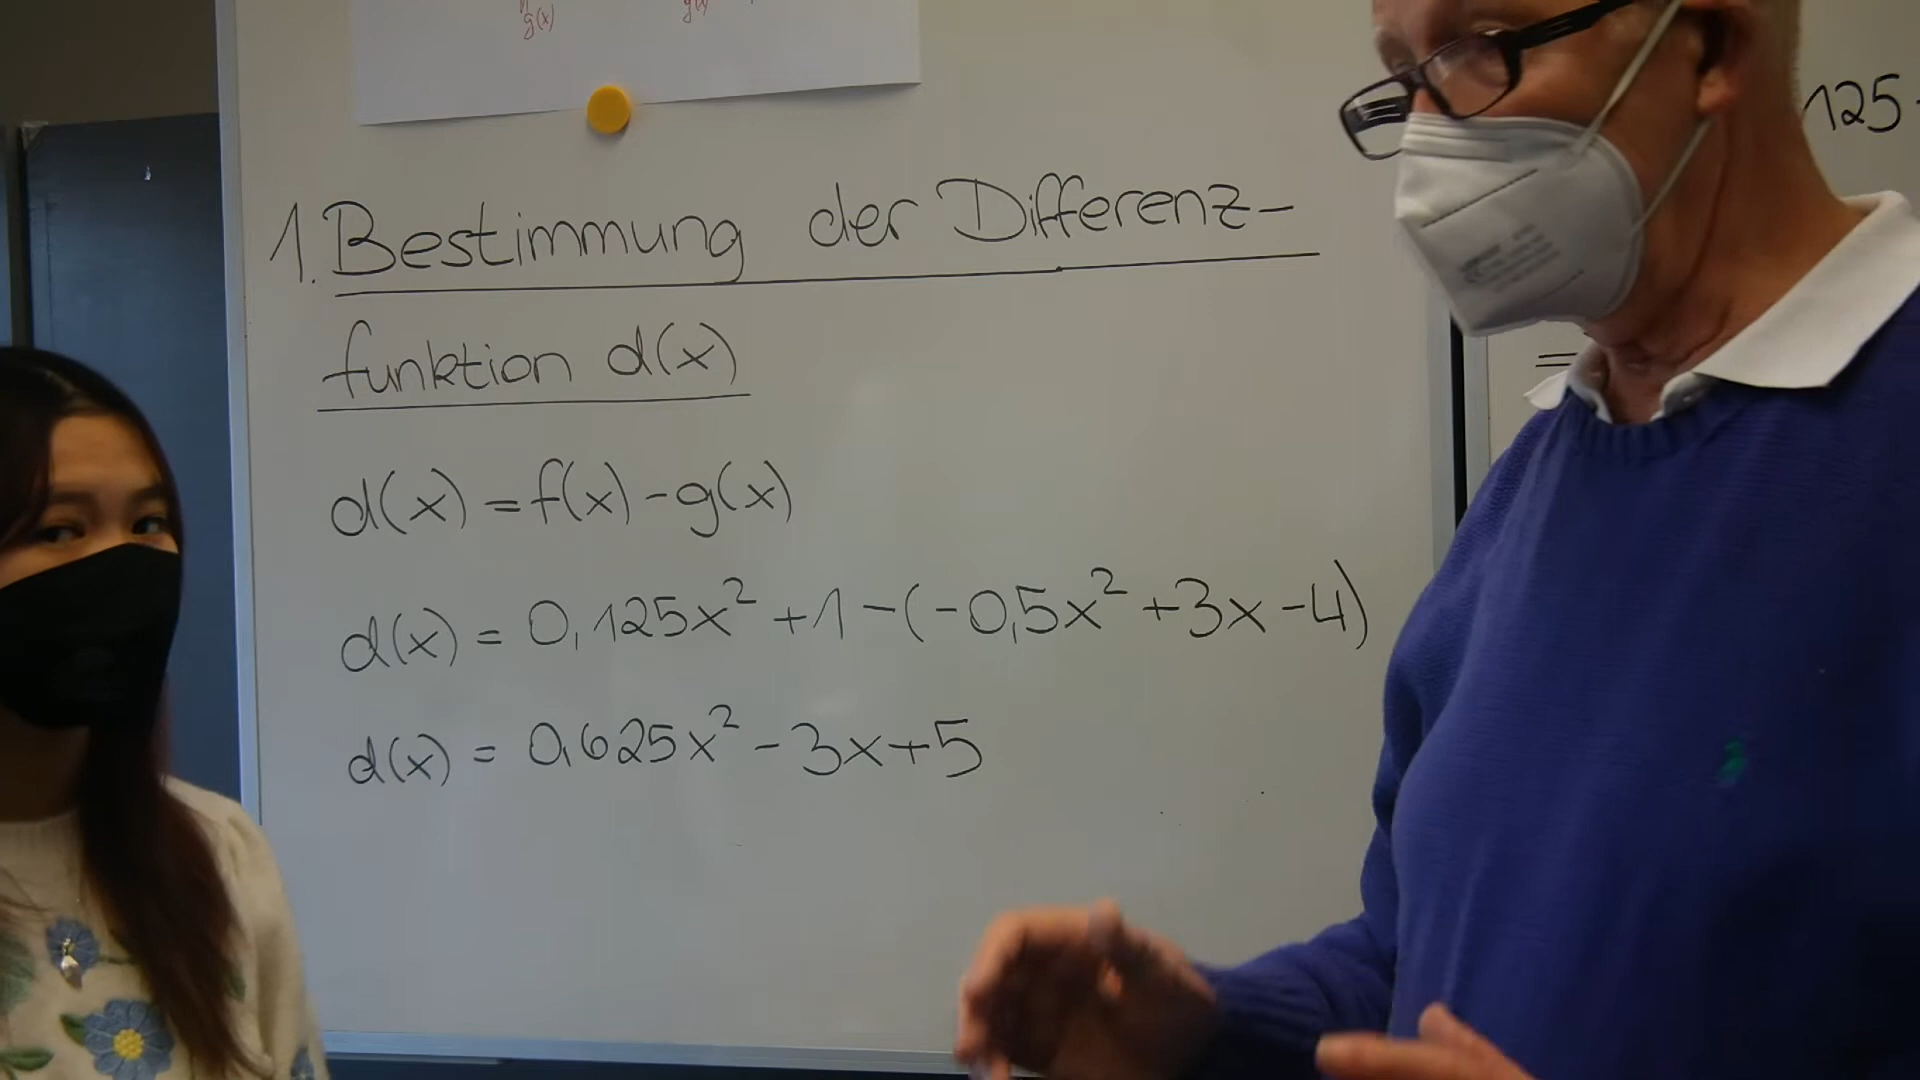 g(x) g(x)
1. Bestimmung der Differenz-
funktion d(x)
d(x) = f(x) - g(x)
d(x) = 0,125x² + 1 - (-0,5x² + 3x - 4)
d(x) = 0,625x² - 3x + 5
125
=